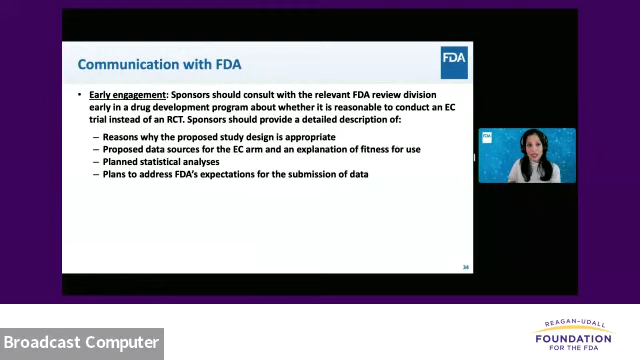 Communication with FDA
FDA
• Early engagement: Sponsors should consult with the relevant FDA review division
early in a drug development program about whether it is reasonable to conduct an EC
trial instead of an RCT. Sponsors should provide a detailed description of:
– Reasons why the proposed study design is appropriate
– Proposed data sources for the EC arm and an explanation of fitness for use
– Planned statistical analyses
– Plans to address FDA's expectations for the submission of data
FDA
34
REAGAN-UDALL
FOUNDATION
FOR THE FDA
Broadcast Computer